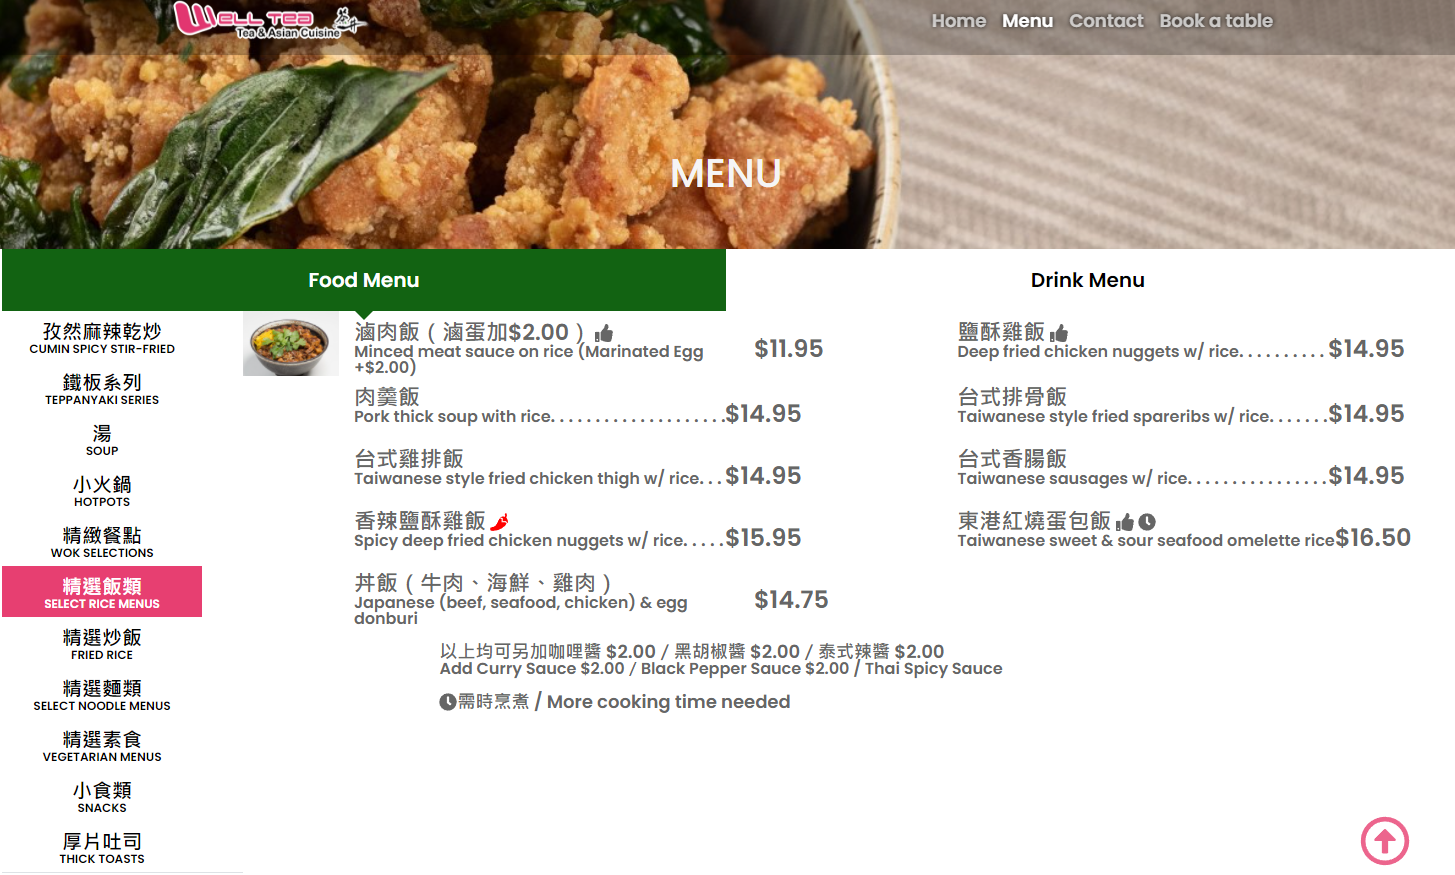 Well Tea
Tea & Asian Cuisine
茶井
Home Menu Contact Book a table
MENU
Food Menu
Drink Menu
孜然麻辣乾炒
CUMIN SPICY STIR-FRIED
鐵板系列
TEPPANYAKI SERIES
湯
SOUP
小火鍋
HOTPOTS
精緻餐點
WOK SELECTIONS
精選飯類
SELECT RICE MENUS
精選炒飯
FRIED RICE
精選麵類
SELECT NOODLE MENUS
精選素食
VEGETARIAN MENUS
小食類
SNACKS
厚片吐司
THICK TOASTS
滷肉飯 ( 滷蛋加$2.00 )
Minced meat sauce on rice (Marinated Egg
+$2.00)
$11.95
鹽酥雞飯
Deep fried chicken nuggets w/ rice. . . . . . . . . . $14.95
肉羹飯
Pork thick soup with rice. . . . . . . . . . . . . . . . . . . .$14.95
台式排骨飯
Taiwanese style fried spareribs w/ rice. . . . . . .$14.95
台式雞排飯
Taiwanese style fried chicken thigh w/ rice. . . $14.95
台式香腸飯
Taiwanese sausages w/ rice. . . . . . . . . . . . . . . . $14.95
香辣鹽酥雞飯
Spicy deep fried chicken nuggets w/ rice. . . . . $15.95
東港紅燒蛋包飯
Taiwanese sweet & sour seafood omelette rice$16.50
丼飯 ( 牛肉、海鮮、雞肉 )
Japanese (beef, seafood, chicken) & egg
donburi
$14.75
以上均可另加咖哩醬 $2.00 / 黑胡椒醬 $2.00 / 泰式辣醬 $2.00
Add Curry Sauce $2.00 / Black Pepper Sauce $2.00 / Thai Spicy Sauce
需時烹煮 / More cooking time needed